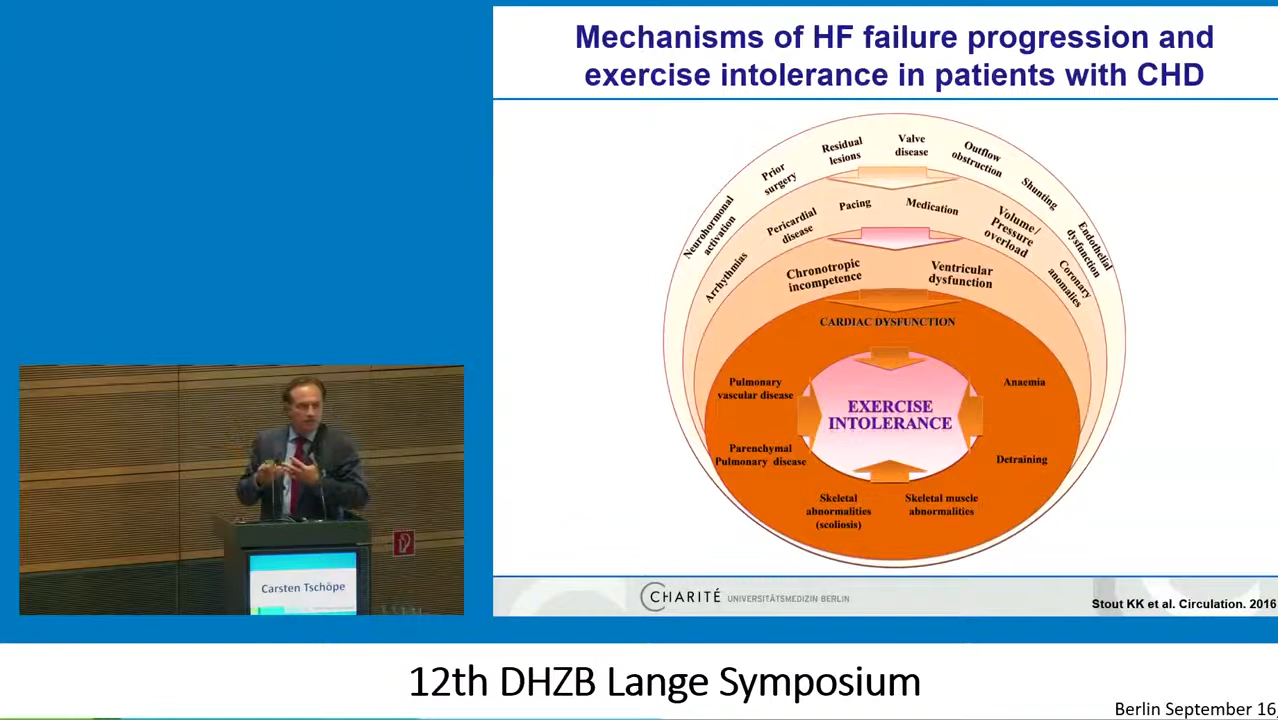 Mechanisms of HF failure progression and
exercise intolerance in patients with CHD
Neurohormonal
activation
Prior
surgery
Residual
lesions
Valve
disease
Outflow
obstruction
Shunting
Endothelial
dysfunction
Arrhythmias
Pericardial
disease
Pacing
Medication
Volume/
Pressure
overload
Coronary
anomalies
Chronotropic
incompetence
Ventricular
dysfunction
CARDIAC DYSFUNCTION
Pulmonary
vascular disease
Anaemia
EXERCISE
INTOLERANCE
Parenchymal
Pulmonary disease
Detraining
Skeletal
abnormalities
(scoliosis)
Skeletal muscle
abnormalities
CHARITÉ UNIVERSITÄTSMEDIZIN BERLIN
Stout KK et al. Circulation. 2016
Carsten Tschöpe
12th DHZB Lange Symposium
Berlin September 16